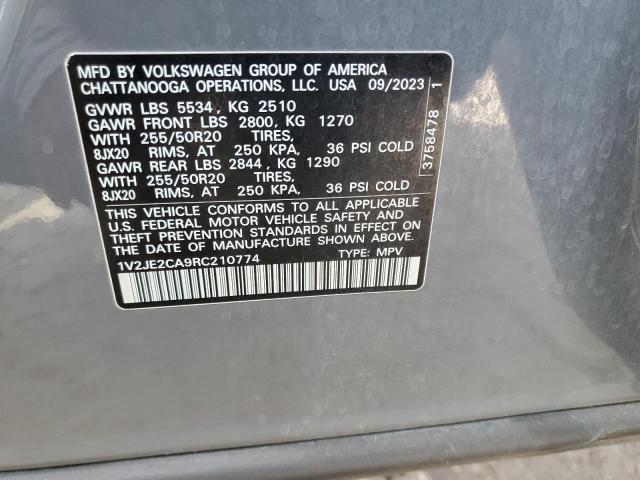 MFD BY VOLKSWAGEN GROUP OF AMERICA
CHATTANOOGA OPERATIONS, LLC. USA 09/2023
GVWR LBS 5534, KG 2510
GAWR FRONT LBS 2800, KG 1270
WITH 255/50R20 TIRES,
8JX20 RIMS, AT 250 KPA, 36 PSI COLD
GAWR REAR LBS 2844, KG 1290
WITH 255/50R20 TIRES,
8JX20 RIMS, AT 250 KPA, 36 PSI COLD
THIS VEHICLE CONFORMS TO ALL APPLICABLE
U.S. FEDERAL MOTOR VEHICLE SAFETY AND
THEFT PREVENTION STANDARDS IN EFFECT ON
THE DATE OF MANUFACTURE SHOWN ABOVE.
1V2JE2CA9RC210774 TYPE: MPV
3758478 1